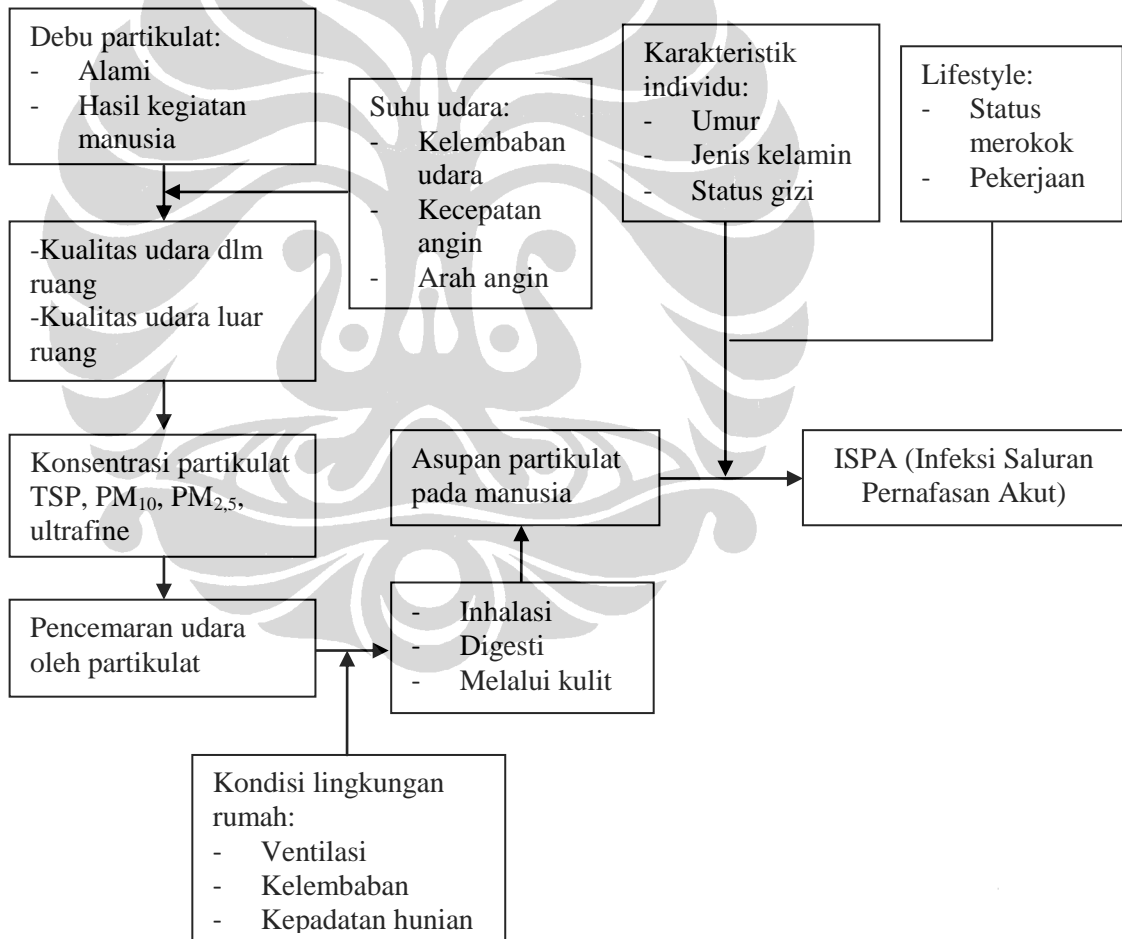 Debu partikulat:
- Alami
- Hasil kegiatan
manusia
Suhu udara:
- Kelembaban
udara
- Kecepatan
angin
- Arah angin
Karakteristik
individu:
- Umur
- Jenis kelamin
- Status gizi
Lifestyle:
- Status
merokok
- Pekerjaan
-Kualitas udara dlm
ruang
-Kualitas udara luar
ruang
Konsentrasi partikulat
TSP, PM₁₀, PM₂,₅,
ultrafine
Asupan partikulat
pada manusia
ISPA (Infeksi Saluran
Pernafasan Akut)
Pencemaran udara
oleh partikulat
- Inhalasi
- Digesti
- Melalui kulit
Kondisi lingkungan
rumah:
- Ventilasi
- Kelembaban
- Kepadatan hunian